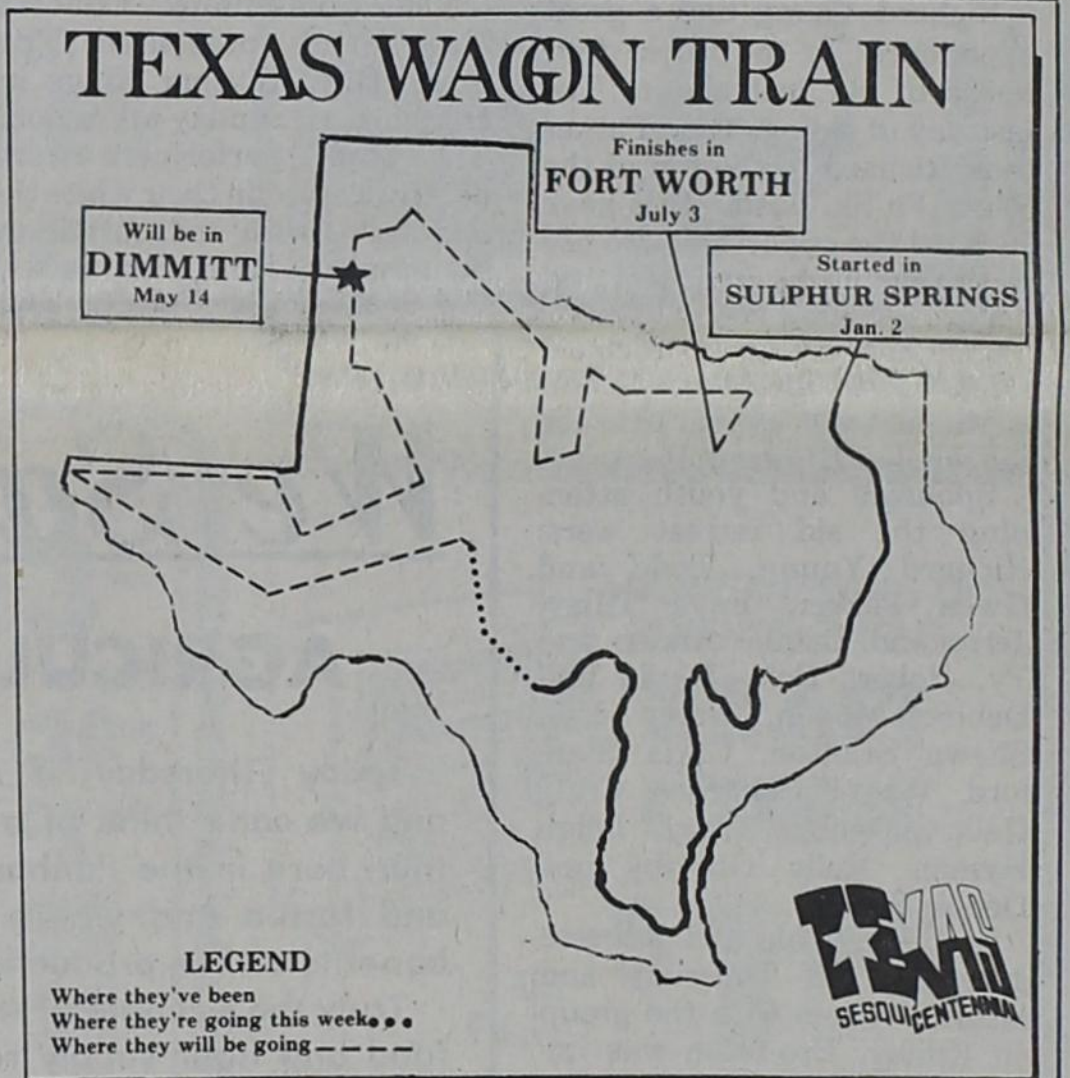 TEXAS WAGON TRAIN
Finishes in
FORT WORTH
July 3
Will be in
DIMMITT
May 14
Started in
SULPHUR SPRINGS
Jan. 2
LEGEND
Where they've been
Where they're going this week
Where they will be going
TEXAS
SESQUICENTENNIAL